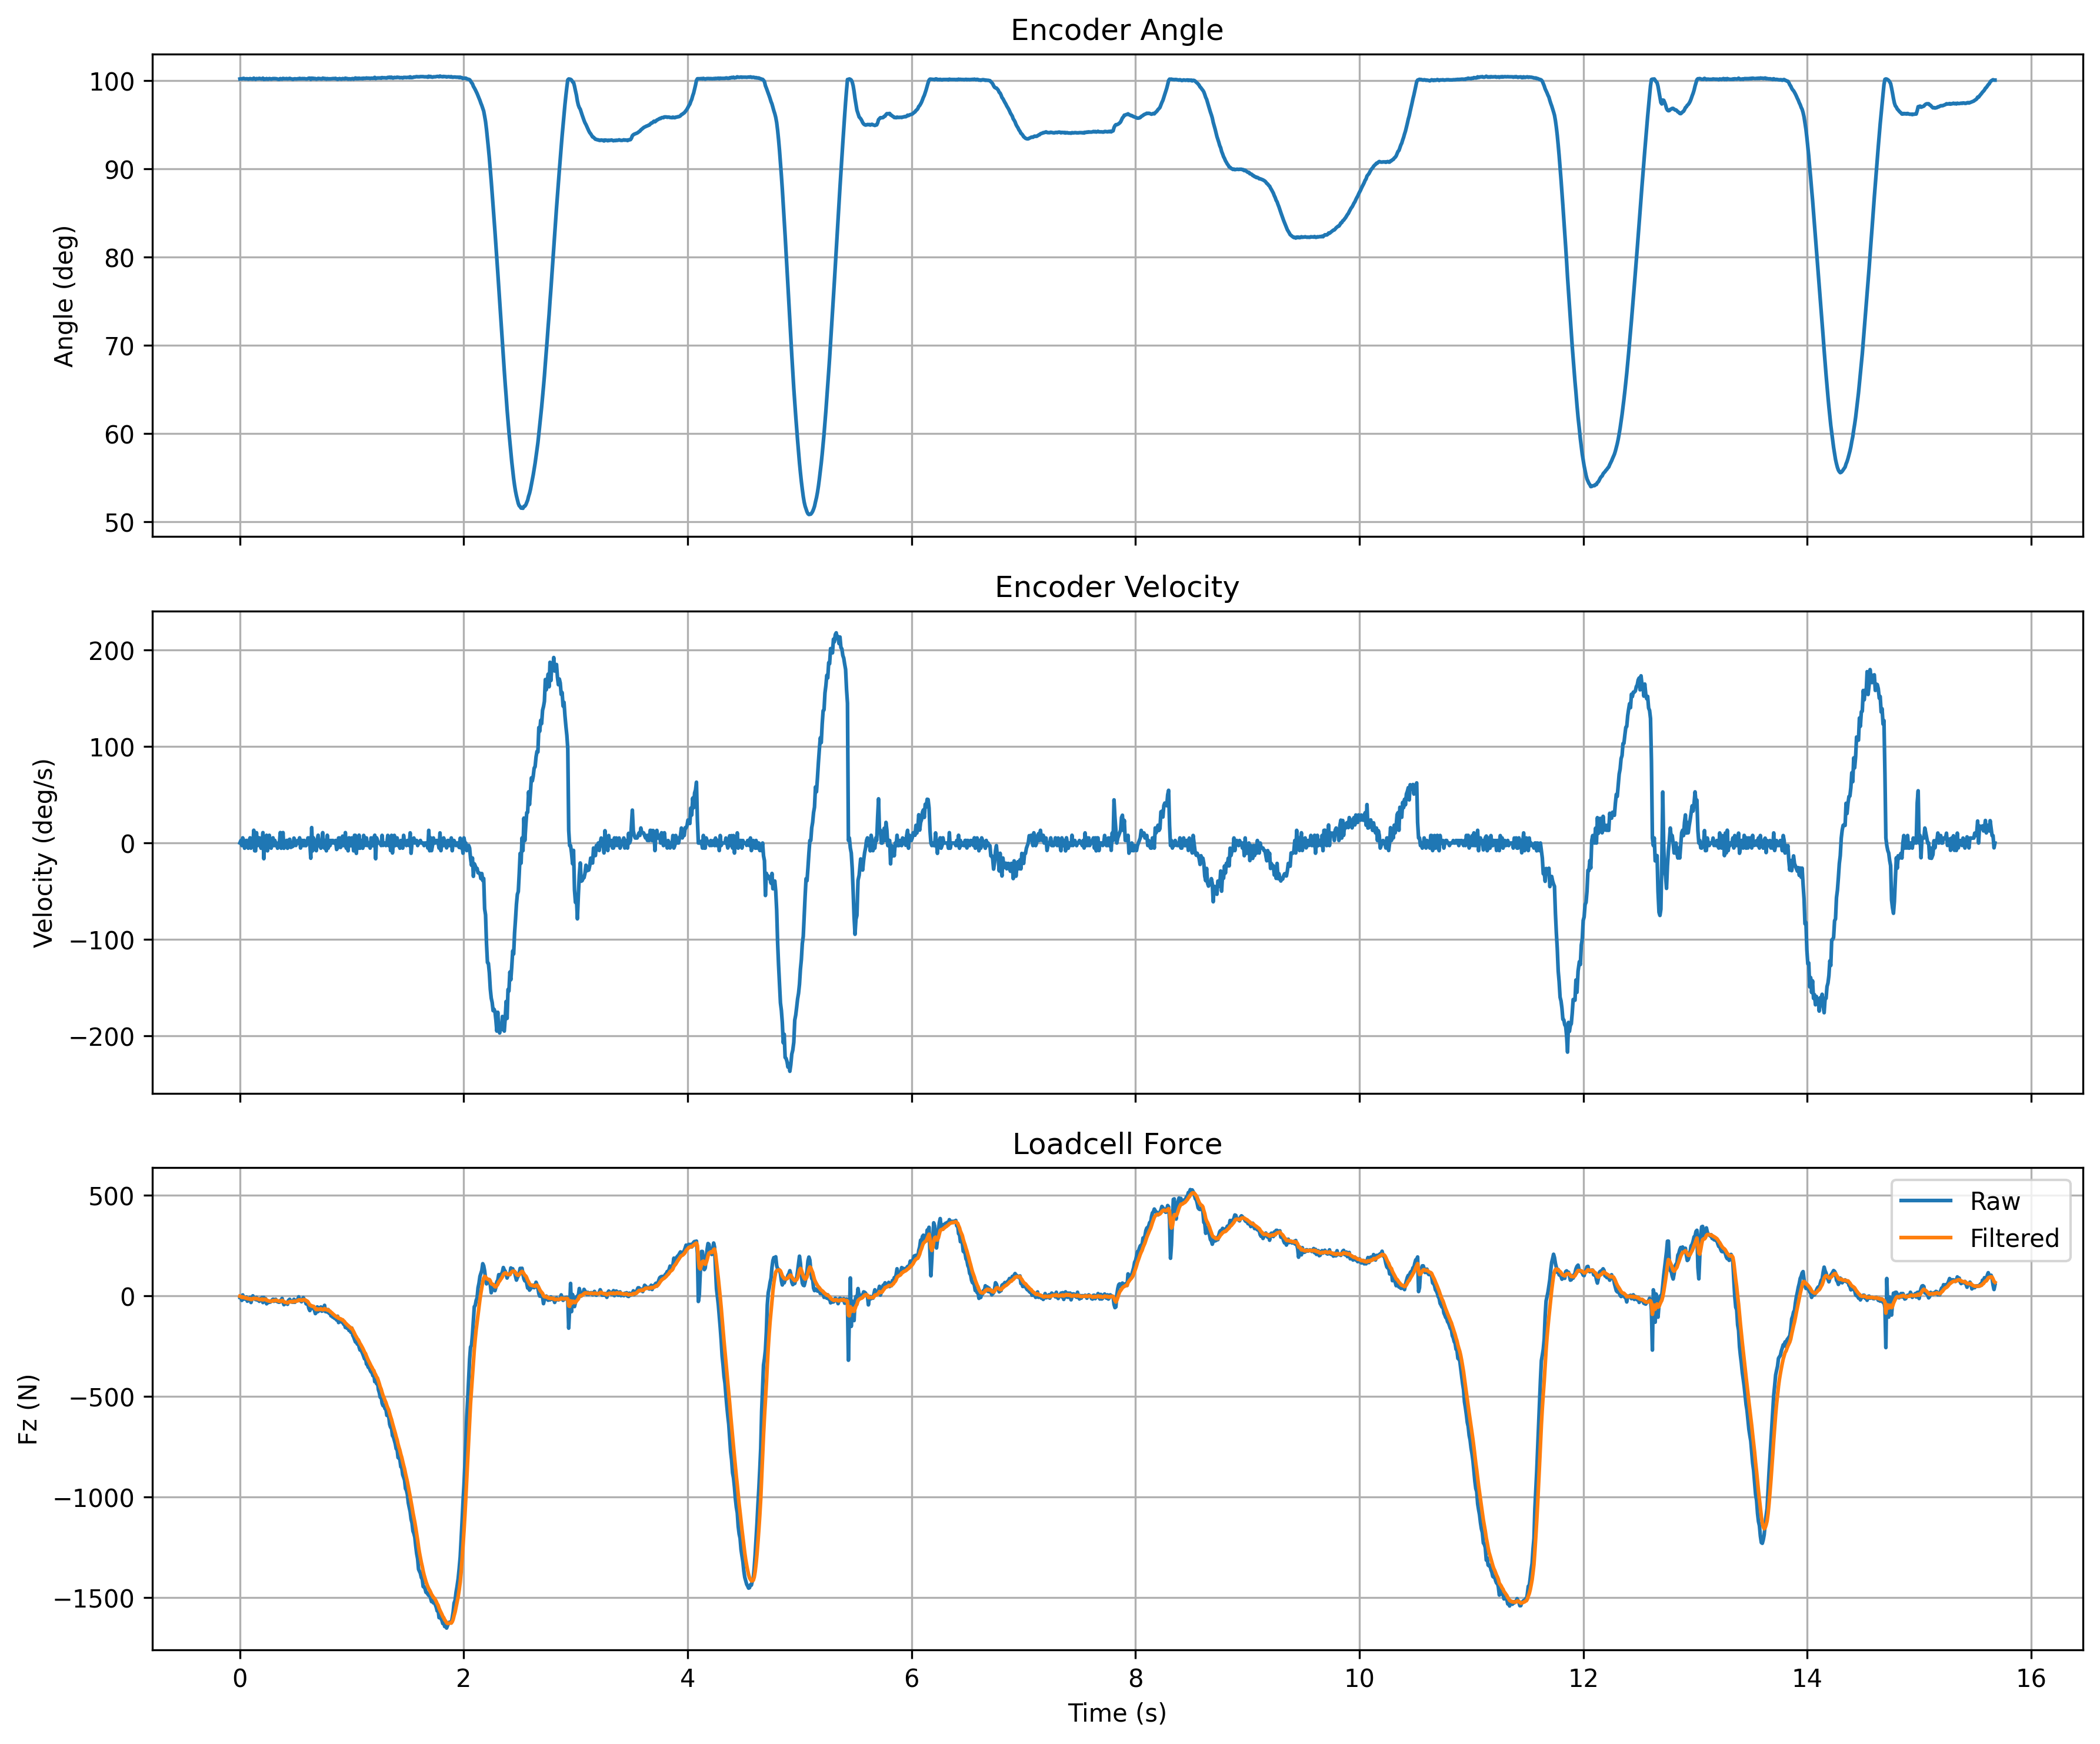 Encoder Angle
Angle (deg)
100
90
80
70
60
50
Encoder Velocity
Velocity (deg/s)
200
100
0
−100
−200
Loadcell Force
Fz (N)
500
0
−500
−1000
−1500
Raw
Filtered
0 2 4 6 8 10 12 14 16
Time (s)